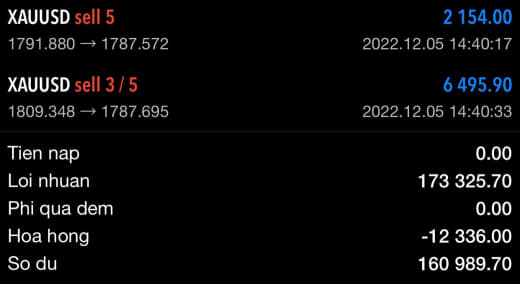 XAUUSD sell 5 2 154.00
1791.880 → 1787.572 2022.12.05 14:40:17
XAUUSD sell 3 / 5 6 495.90
1809.348 → 1787.695 2022.12.05 14:40:33
Tien nap 0.00
Loi nhuan 173 325.70
Phi qua dem 0.00
Hoa hong -12 336.00
So du 160 989.70